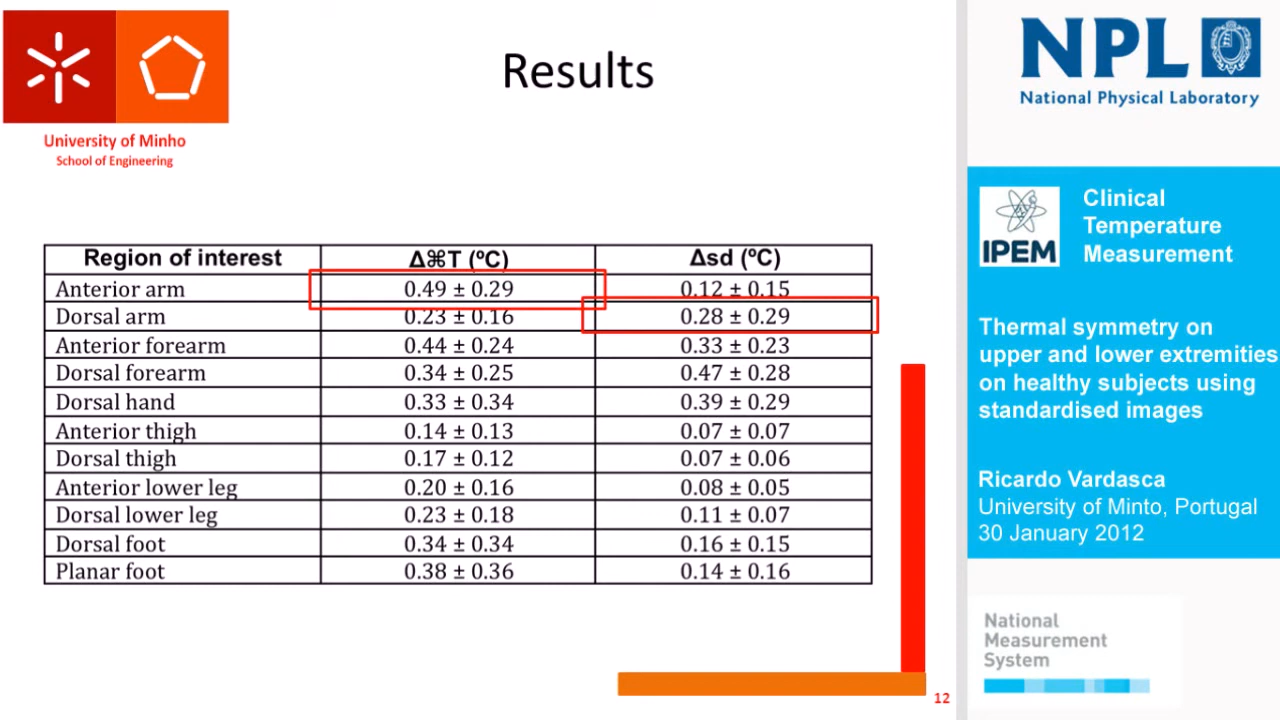 Results
University of Minho
School of Engineering
Region of interest Δ⌘T (ºC) Δsd (ºC)
Anterior arm 0.49 ± 0.29 0.12 ± 0.15
Dorsal arm 0.23 ± 0.16 0.28 ± 0.29
Anterior forearm 0.44 ± 0.24 0.33 ± 0.23
Dorsal forearm 0.34 ± 0.25 0.47 ± 0.28
Dorsal hand 0.33 ± 0.34 0.39 ± 0.29
Anterior thigh 0.14 ± 0.13 0.07 ± 0.07
Dorsal thigh 0.17 ± 0.12 0.07 ± 0.06
Anterior lower leg 0.20 ± 0.16 0.08 ± 0.05
Dorsal lower leg 0.23 ± 0.18 0.11 ± 0.07
Dorsal foot 0.34 ± 0.34 0.16 ± 0.15
Planar foot 0.38 ± 0.36 0.14 ± 0.16
12
NPL
National Physical Laboratory
IPEM
Clinical
Temperature
Measurement
Thermal symmetry on
upper and lower extremities
on healthy subjects using
standardised images
Ricardo Vardasca
University of Minto, Portugal
30 January 2012
National
Measurement
System